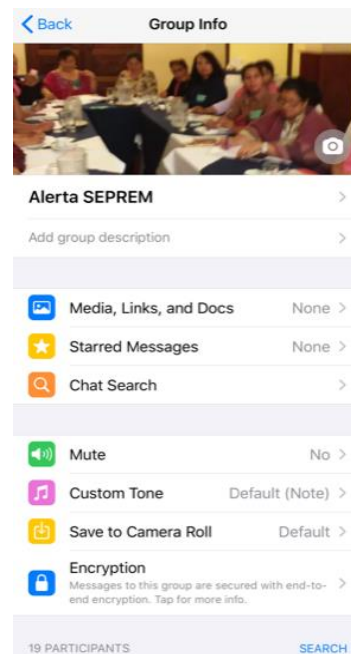 Back Group Info
Alerta SEPREM
Add group description
Media, Links, and Docs None
Starred Messages None
Chat Search
Mute No
Custom Tone Default (Note)
Save to Camera Roll Default
Encryption
Messages to this group are secured with end-to-
end encryption. Tap for more info.
19 PARTICIPANTS SEARCH